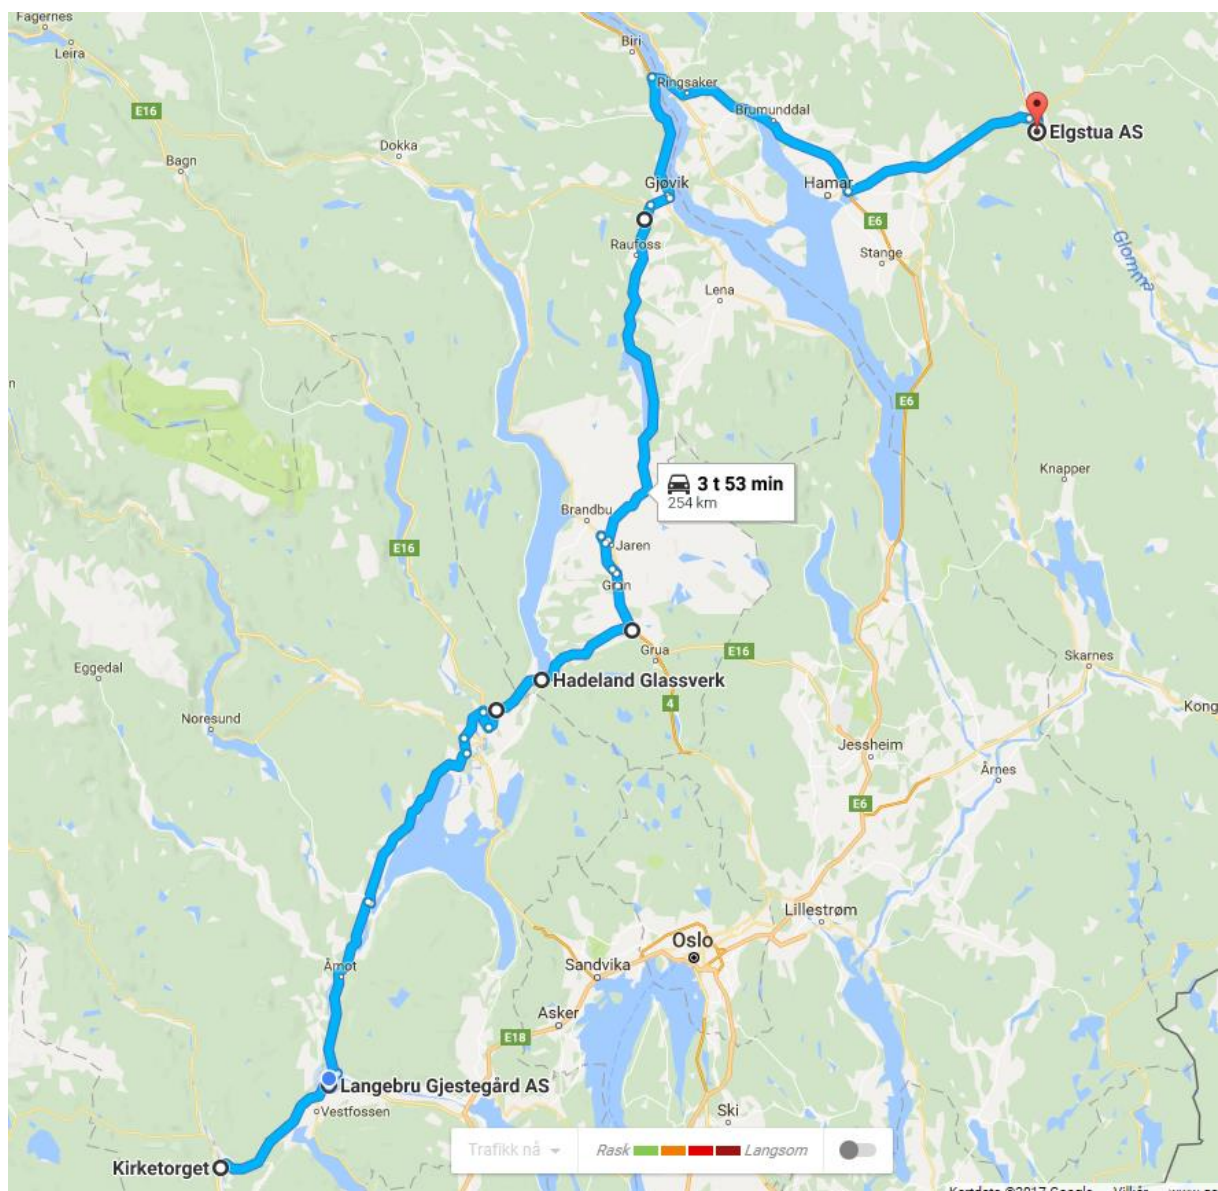 Fagernes
Leira
Biri
Ringsaker
Brumunddal
Elgstua AS
E16
Dokka
Bagn
Gjøvik
Hamar
E6
Raufoss
Stange
Glomma
Lena
E6
Knapper
3 t 53 min
254 km
Brandbu
Jaren
E16
Gran
Grua
E16
Skarnes
Eggedal
Hadeland Glassverk
4
Kong
Noresund
Jessheim
Årnes
E6
Lillestrøm
Oslo
Sandvika
Åmot
Asker
E18
Langebru Gjestegård AS
Vestfossen
Ski
Trafikk nå
Rask
Langsom
Kirketorget